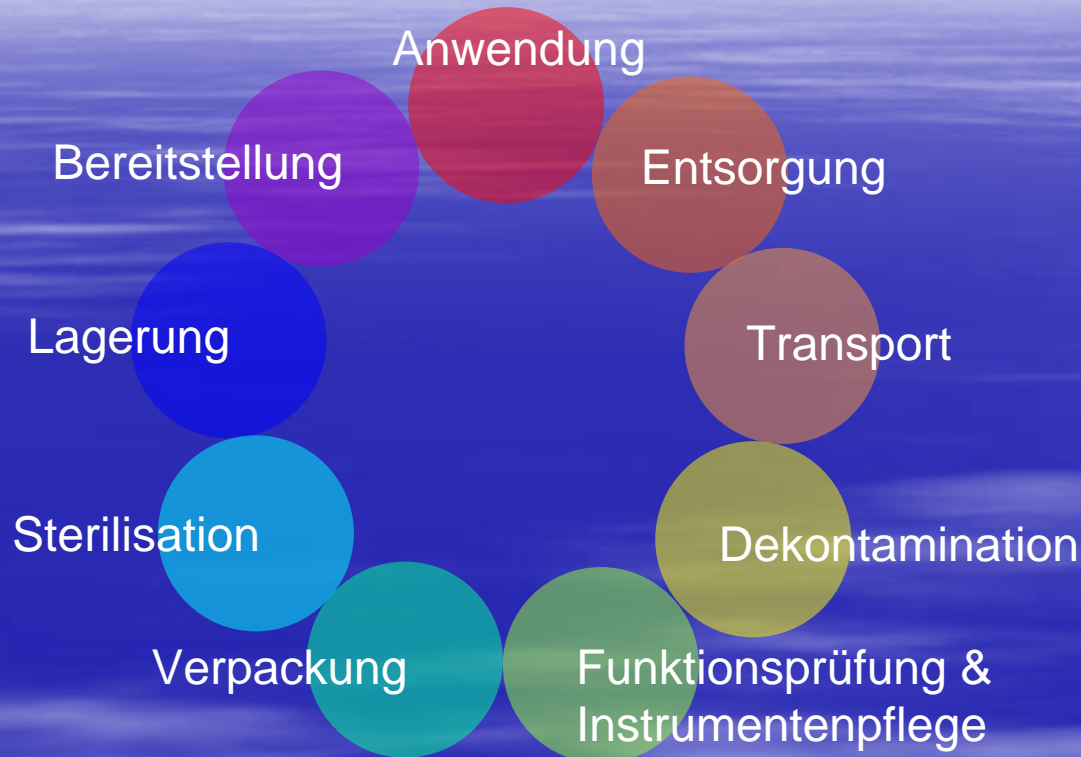 Anwendung
Bereitstellung
Entsorgung
Lagerung
Transport
Sterilisation
Dekontamination
Verpackung
Funktionsprüfung &
Instrumentenpflege